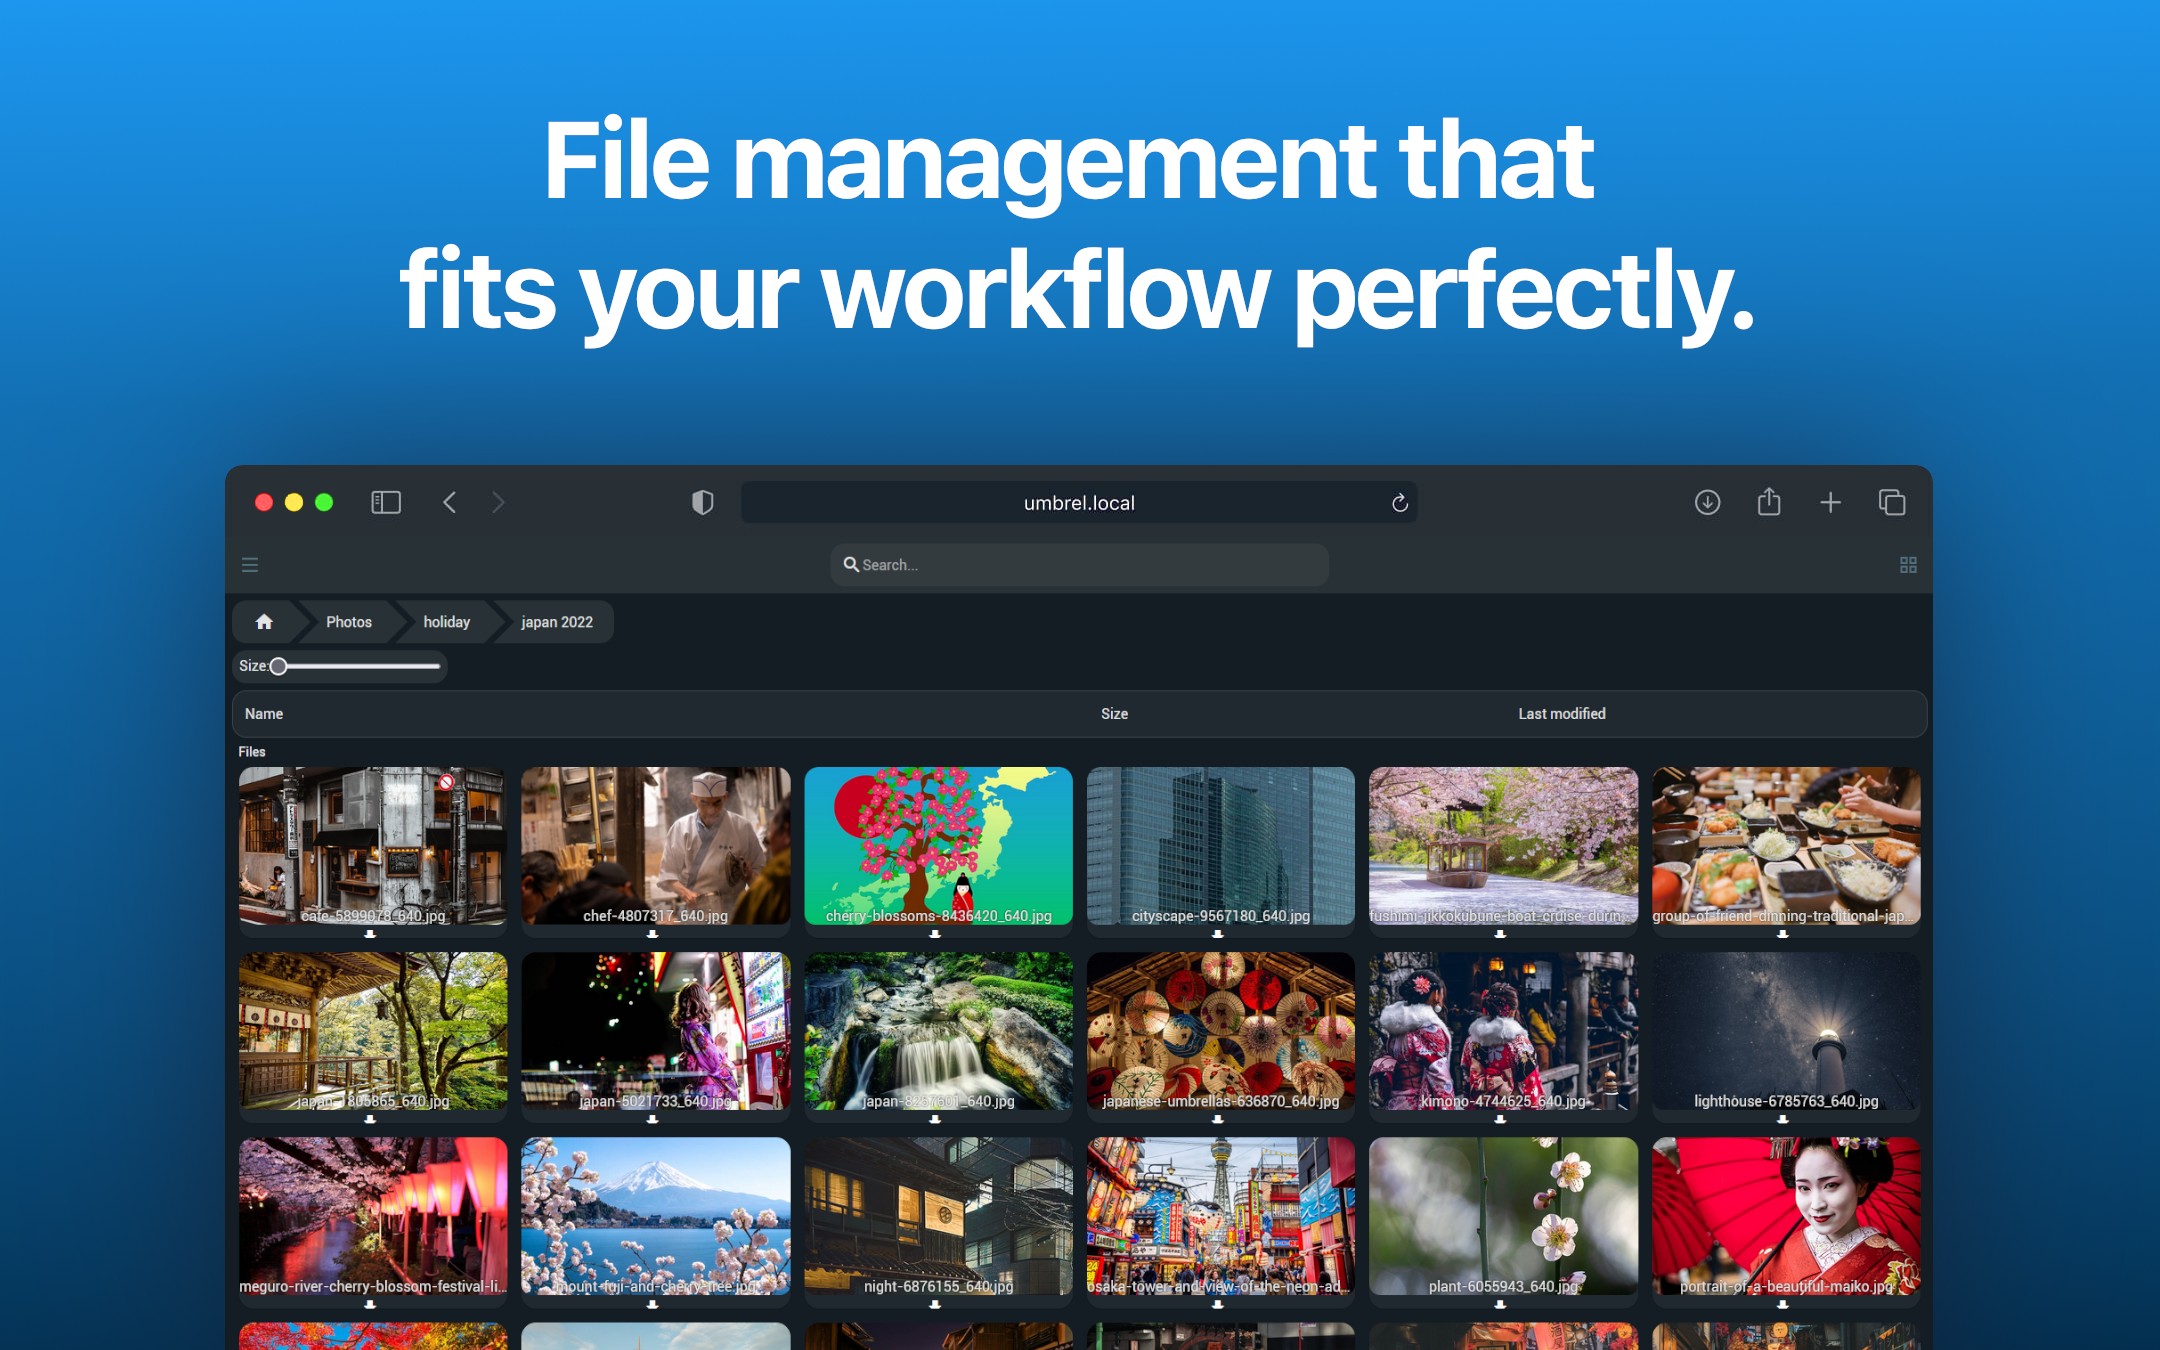 File management that
fits your workflow perfectly.
umbrel.local
Search...
Photos
holiday
japan 2022
Size:
Name
Size
Last modified
Files
cafe-5899078_640.jpg
chef-4807317_640.jpg
cherry-blossoms-8436420_640.jpg
cityscape-9567180_640.jpg
fushimi-jikkokubune-boat-cruise-durin...
group-of-friend-dinning-traditional-jap...
japan-1805865_640.jpg
japan-5021733_640.jpg
_640.jpg
japanese-umbrellas-636870_640.jpg
kimono-4744625_640.jpg
lighthouse-6785763_640.jpg
meguro-river-cherry-blossom-festival-li...
mount-fuji-and-cherry-tree.jpg
night-6876155_640.jpg
osaka-tower-and-view-of-the-neon-ad...
plant-6055943_640.jpg
portrait-of-a-beautiful-maiko.jpg